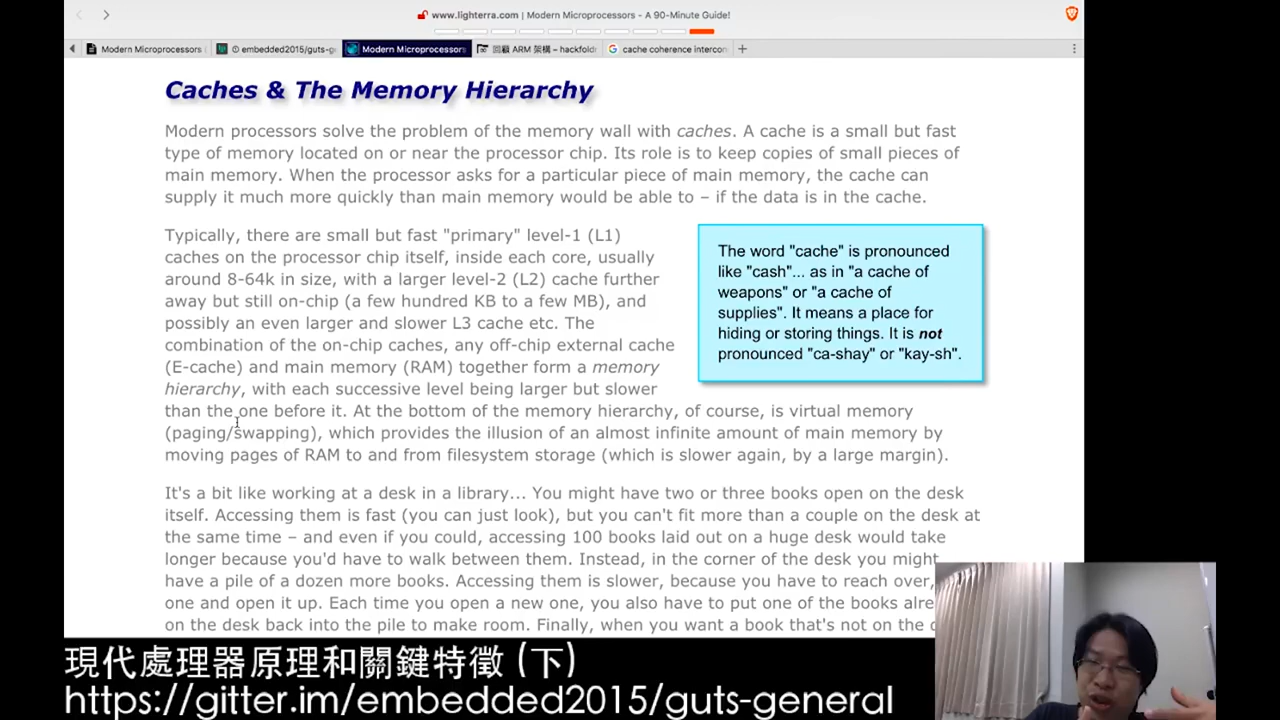 www.lighterra.com | Modern Microprocessors - A 90-Minute Guide!
Modern Microprocessors (
embedded2015/guts-g
Modern Microprocessors
回顧 ARM 架構 – hackfoldr
cache coherence intercon
Caches & The Memory Hierarchy
Modern processors solve the problem of the memory wall with caches. A cache is a small but fast
type of memory located on or near the processor chip. Its role is to keep copies of small pieces of
main memory. When the processor asks for a particular piece of main memory, the cache can
supply it much more quickly than main memory would be able to – if the data is in the cache.
Typically, there are small but fast "primary" level-1 (L1)
caches on the processor chip itself, inside each core, usually
around 8-64k in size, with a larger level-2 (L2) cache further
away but still on-chip (a few hundred KB to a few MB), and
possibly an even larger and slower L3 cache etc. The
combination of the on-chip caches, any off-chip external cache
(E-cache) and main memory (RAM) together form a memory
hierarchy, with each successive level being larger but slower
than the one before it. At the bottom of the memory hierarchy, of course, is virtual memory
(paging/swapping), which provides the illusion of an almost infinite amount of main memory by
moving pages of RAM to and from filesystem storage (which is slower again, by a large margin).
The word "cache" is pronounced
like "cash"... as in "a cache of
weapons" or "a cache of
supplies". It means a place for
hiding or storing things. It is not
pronounced "ca-shay" or "kay-sh".
It's a bit like working at a desk in a library... You might have two or three books open on the desk
itself. Accessing them is fast (you can just look), but you can't fit more than a couple on the desk at
the same time – and even if you could, accessing 100 books laid out on a huge desk would take
longer because you'd have to walk between them. Instead, in the corner of the desk you might
have a pile of a dozen more books. Accessing them is slower, because you have to reach over,
one and open it up. Each time you open a new one, you also have to put one of the books alre
on the desk back into the pile to make room. Finally, when you want a book that's not on the
現代處理器原理和關鍵特徵 (下)
https://gitter.im/embedded2015/guts-general